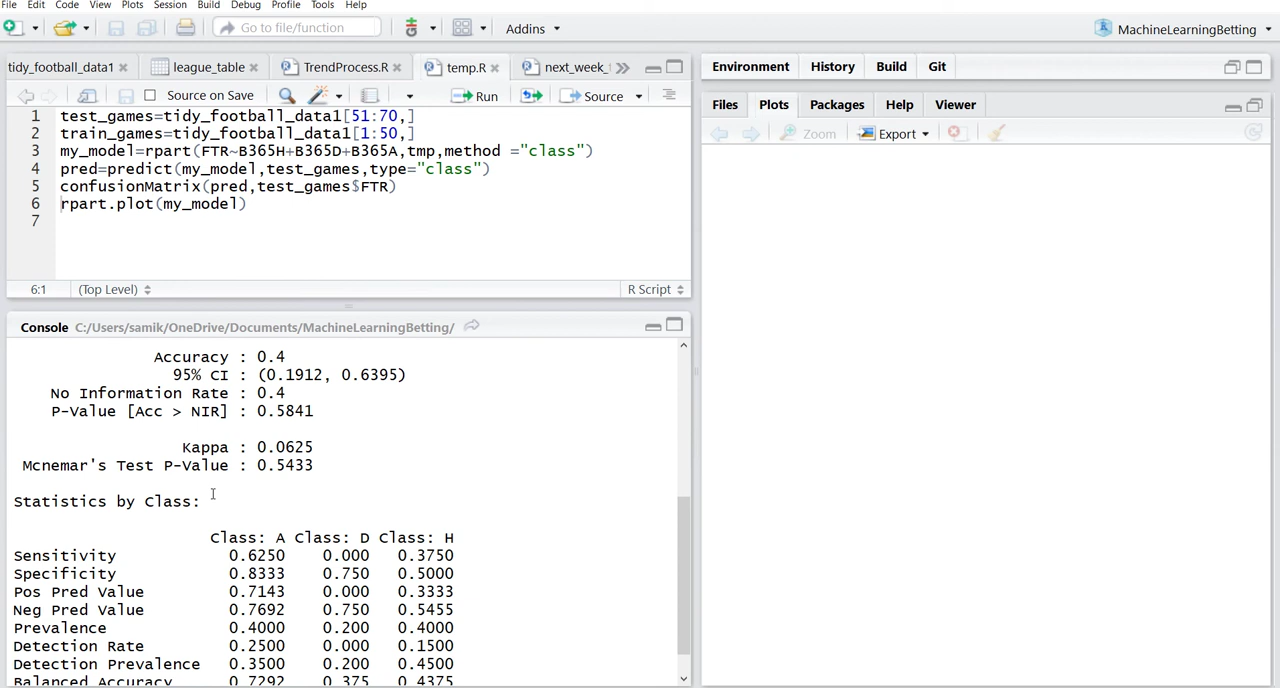 File Edit Code View Plots Session Build Debug Profile Tools Help
Go to file/function Addins MachineLearningBetting
tidy_football_data1 league_table TrendProcess.R temp.R next_week_
Source on Save Run Source
1 test_games=tidy_football_data1[51:70,]
2 train_games=tidy_football_data1[1:50,]
3 my_model=rpart(FTR~B365H+B365D+B365A,tmp,method ="class")
4 pred=predict(my_model,test_games,type="class")
5 confusionMatrix(pred,test_games$FTR)
6 rpart.plot(my_model)
7
6:1 (Top Level) R Script
Console C:/Users/samik/OneDrive/Documents/MachineLearningBetting/
Accuracy : 0.4
95% CI : (0.1912, 0.6395)
No Information Rate : 0.4
P-Value [Acc > NIR] : 0.5841
Kappa : 0.0625
Mcnemar's Test P-Value : 0.5433
Statistics by Class:
Class: A Class: D Class: H
Sensitivity 0.6250 0.000 0.3750
Specificity 0.8333 0.750 0.5000
Pos Pred Value 0.7143 0.000 0.3333
Neg Pred Value 0.7692 0.750 0.5455
Prevalence 0.4000 0.200 0.4000
Detection Rate 0.2500 0.000 0.1500
Detection Prevalence 0.3500 0.200 0.4500
Balanced Accuracy 0.7292 0.375 0.4375
Environment History Build Git
Files Plots Packages Help Viewer
Zoom Export